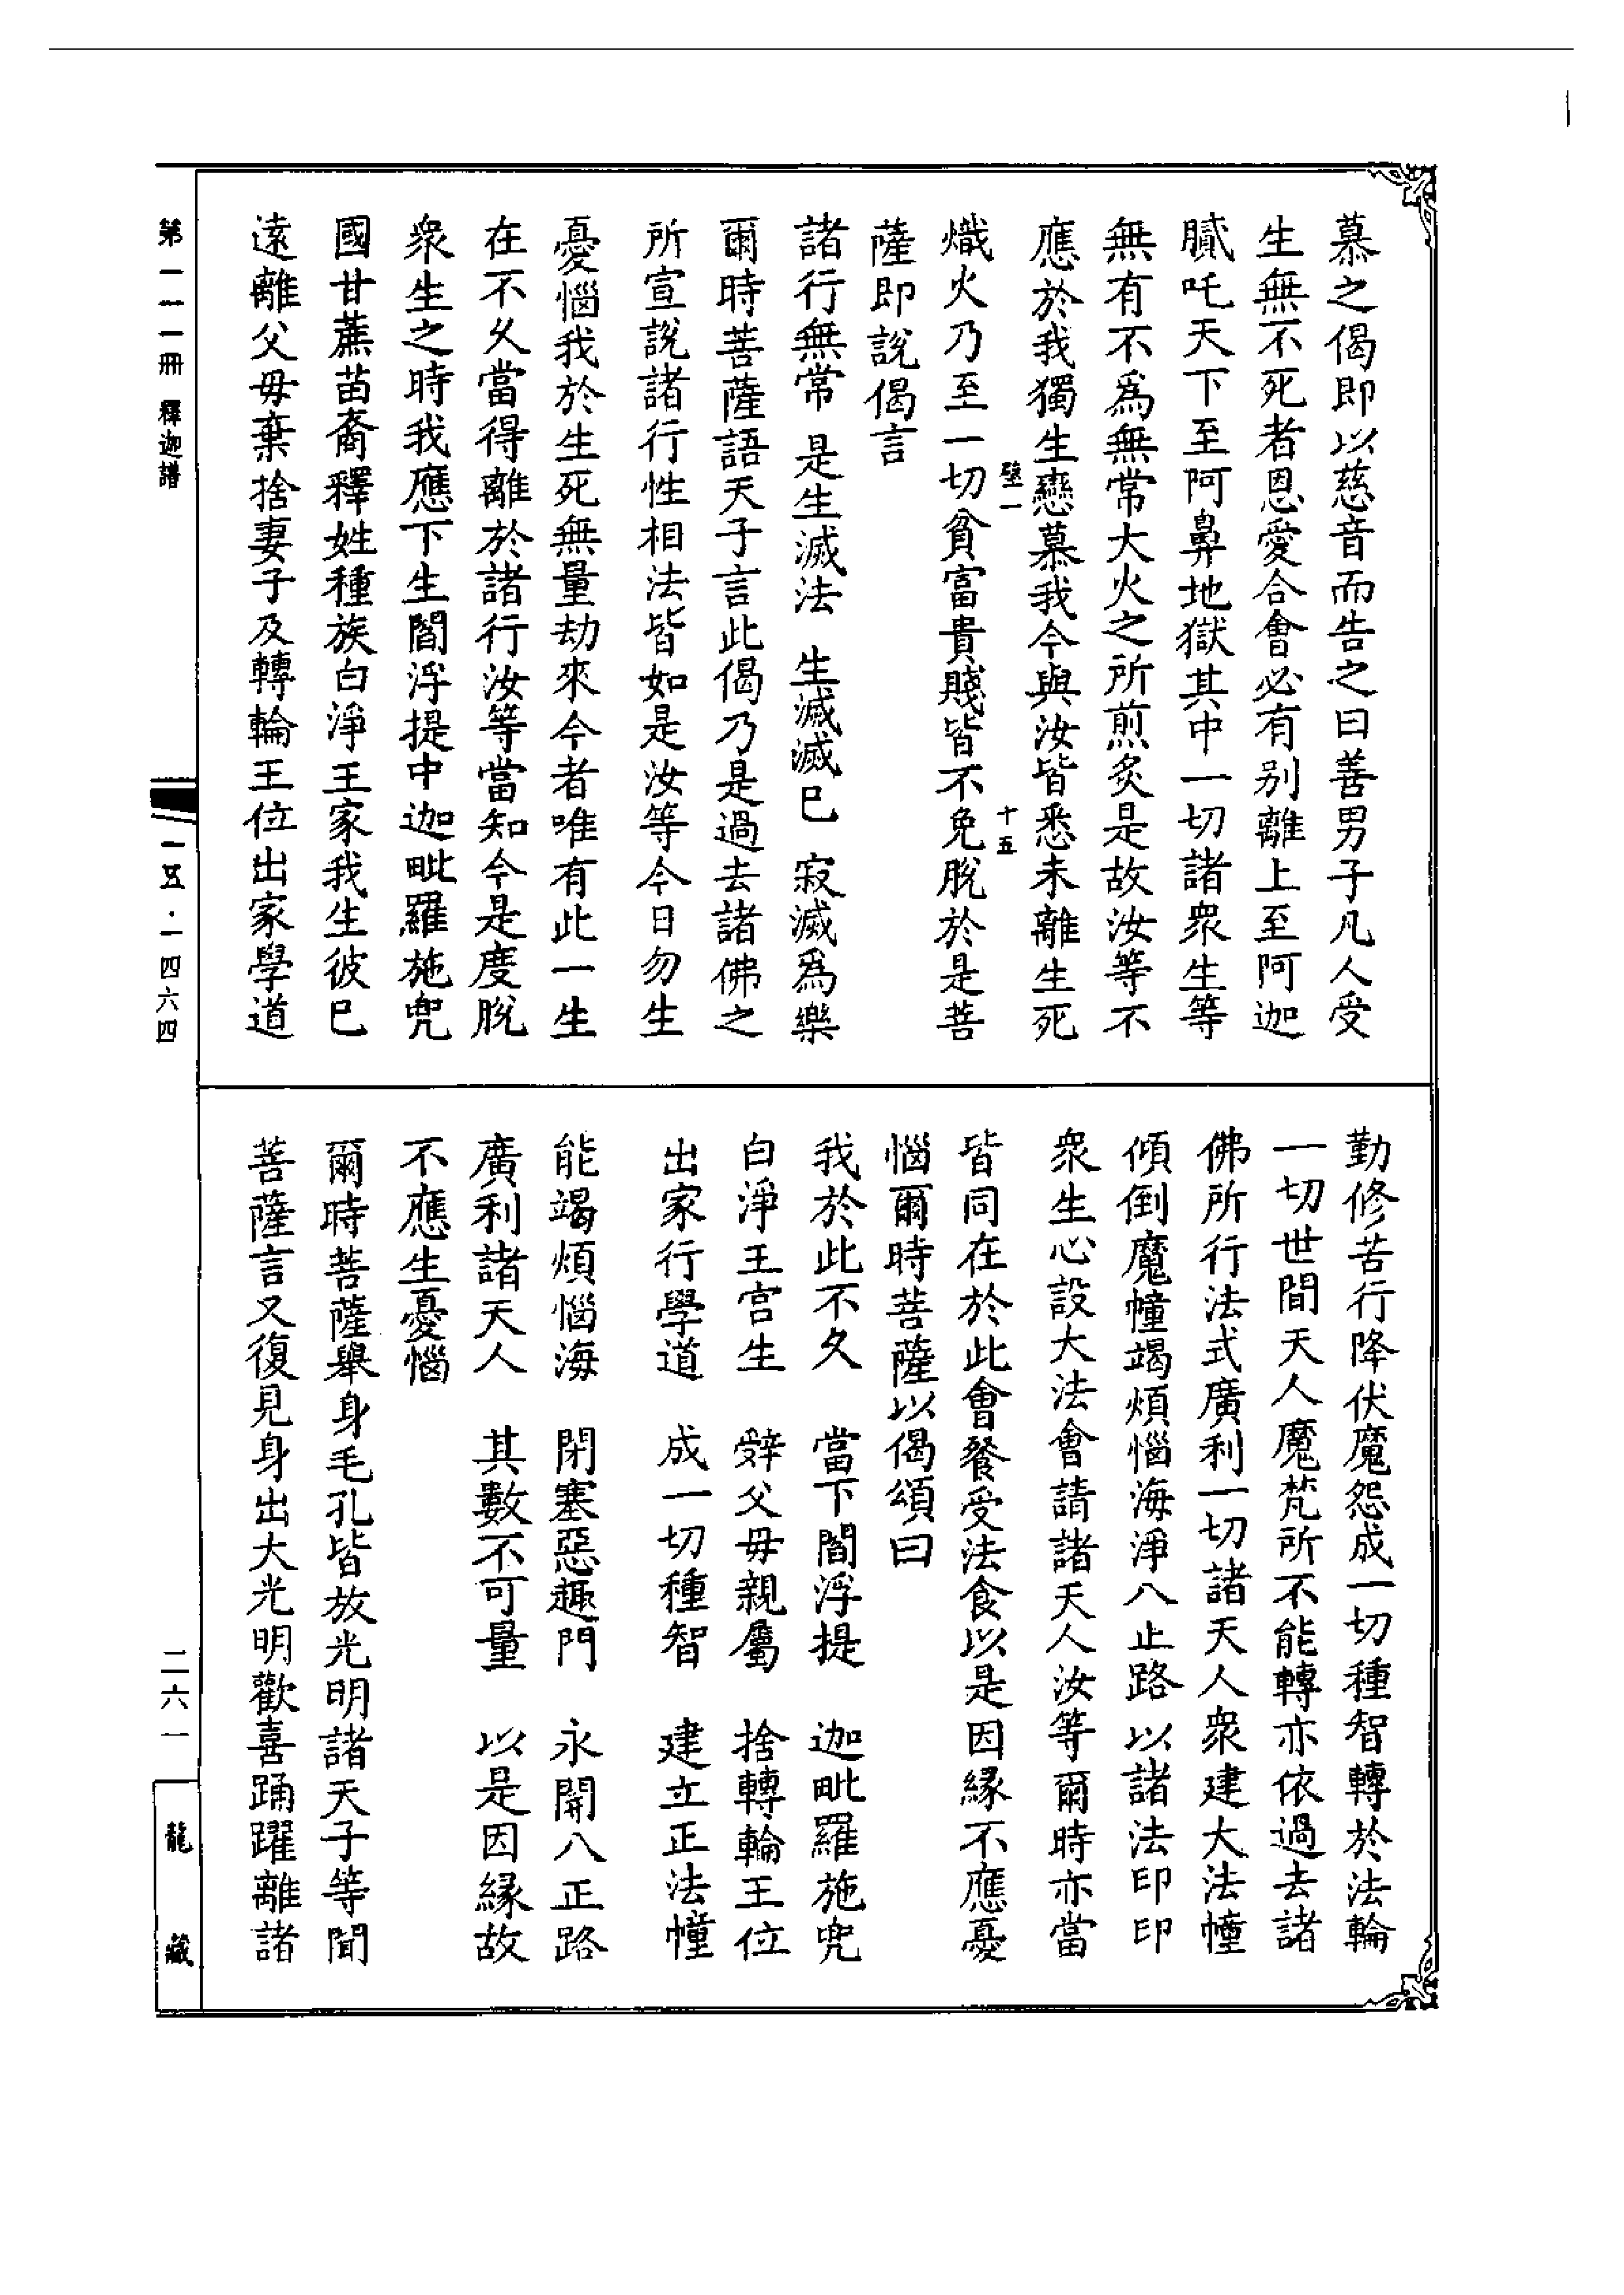 慕之偈即以慈音而告之曰善男子凡人受
生無不死者恩愛合會必有別離上至阿迦
膩吒天下至阿鼻地獄其中一切諸衆生等
無有不爲無常大火之所煎炙是故汝等不
應於我獨生戀慕我今與汝皆悉未離生死
熾火乃至一切貧富貴賤皆不免脫於是菩
薩即說偈言
諸行無常 是生滅法 生滅滅已 寂滅爲樂
爾時菩薩語天子言此偈乃是過去諸佛之
所宣說諸行性相法皆如是汝等今日勿生
憂惱我於生死無量劫來今者唯有此一生
在不久當得離於諸行汝等當知今是度脫
衆生之時我應下生閻浮提中迦毗羅施兜
國甘蔗苗裔釋姓種族白淨王家我生彼已
遠離父母棄捨妻子及轉輪王位出家學道
勤修苦行降伏魔怨成一切種智轉於法輪
一切世間天人魔梵所不能轉亦依過去諸
佛所行法式廣利一切諸天人衆建大法幢
傾倒魔幢竭煩惱海淨八止路以諸法印印
衆生心設大法會請諸天人汝等爾時亦當
皆同在於此會餐受法食以是因緣不應憂
惱爾時菩薩以偈頌曰
我於此不久 當下閻浮提 迦毗羅施兜
白淨王宮生 辤父母親屬 捨轉輪王位
出家行學道 成一切種智 建立正法幢
能竭煩惱海 閉塞惡趣門 永開八正路
廣利諸天人 其數不可量 以是因緣故
不應生憂惱
爾時菩薩舉身毛孔皆放光明諸天子等聞
菩薩言又復見身出大光明歡喜踊躍離諸
壁一
十五
第一一一冊 釋迦譜
一五·一四六四
二六一
龍藏